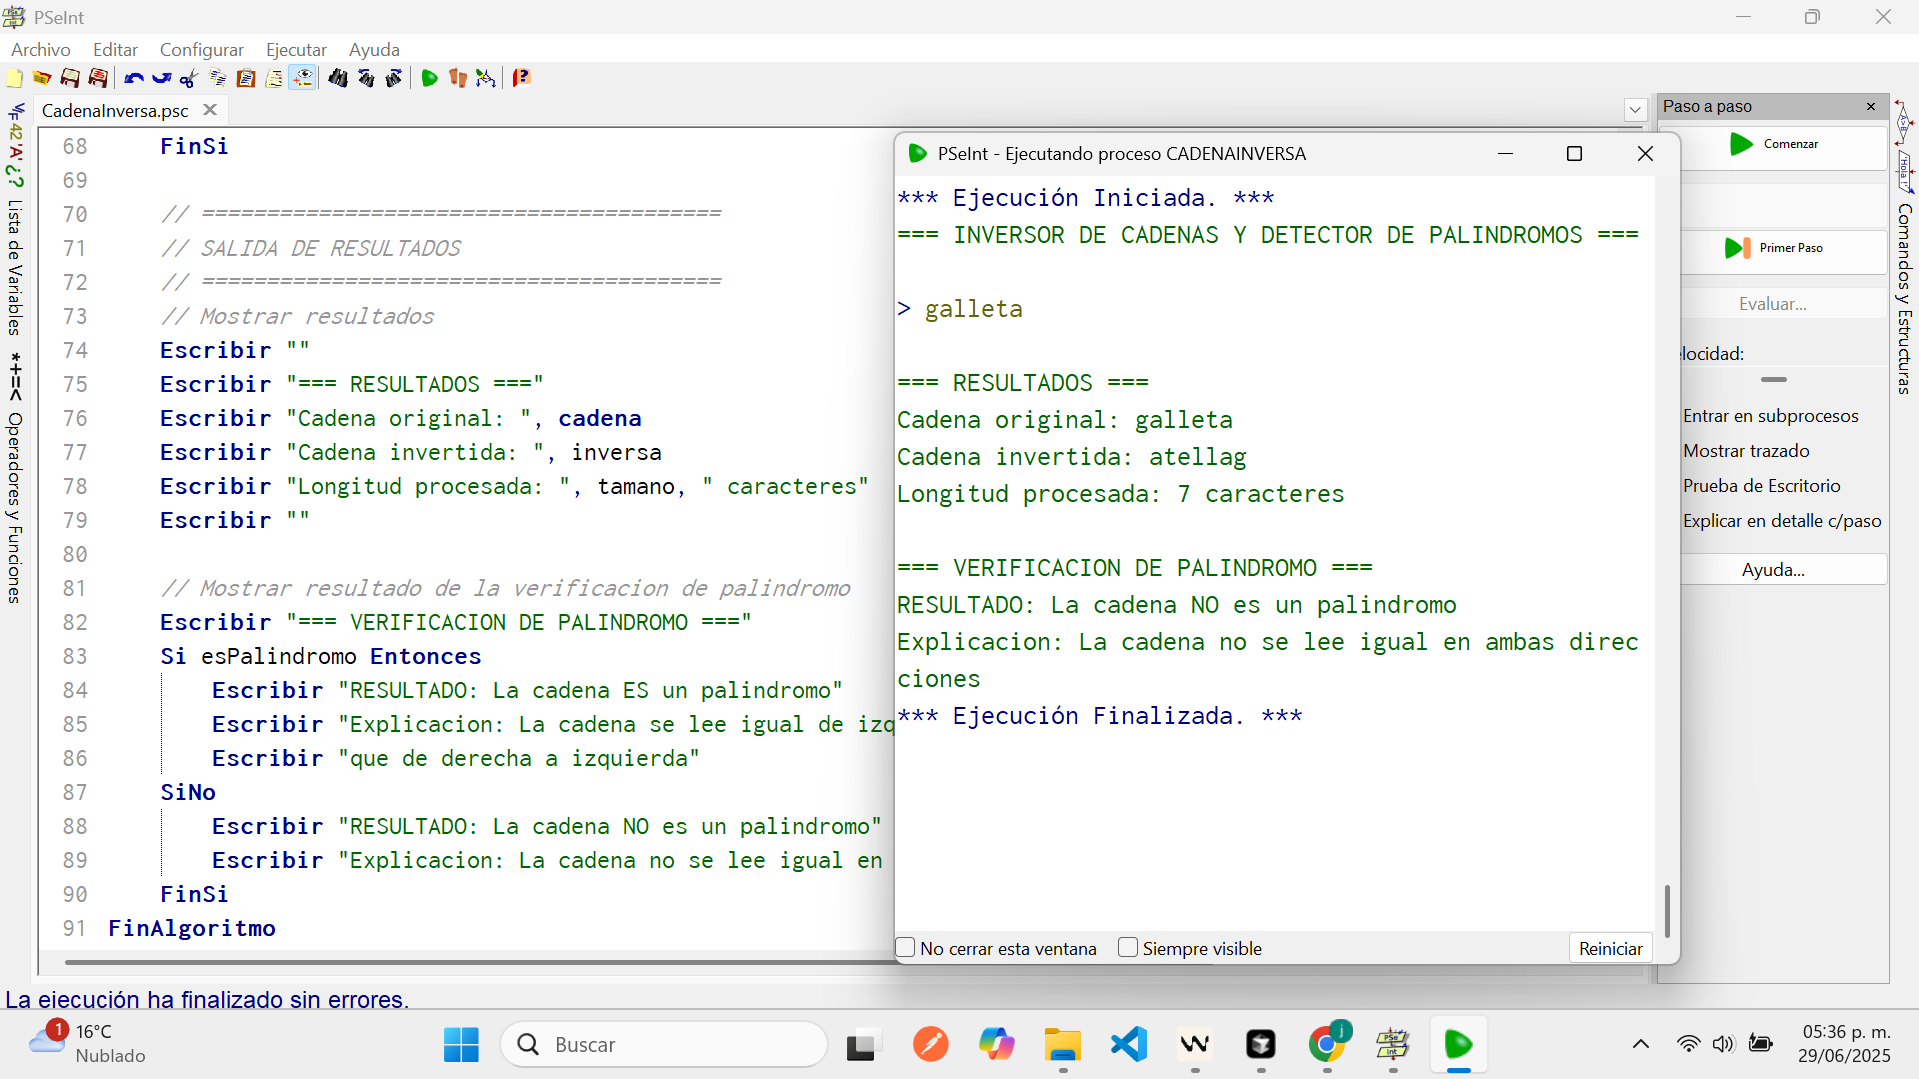 PSeInt
Archivo Editar Configurar Ejecutar Ayuda
CadenaInversa.psc
Lista de Variables
Operadores y Funciones
68 FinSi
69
70 // ========================================
71 // SALIDA DE RESULTADOS
72 // ========================================
73 // Mostrar resultados
74 Escribir ""
75 Escribir "=== RESULTADOS ==="
76 Escribir "Cadena original: ", cadena
77 Escribir "Cadena invertida: ", inversa
78 Escribir "Longitud procesada: ", tamano, " caracteres"
79 Escribir ""
80
81 // Mostrar resultado de la verificacion de palindromo
82 Escribir "=== VERIFICACION DE PALINDROMO ==="
83 Si esPalindromo Entonces
84 Escribir "RESULTADO: La cadena ES un palindromo"
85 Escribir "Explicacion: La cadena se lee igual de izq
86 Escribir "que de derecha a izquierda"
87 SiNo
88 Escribir "RESULTADO: La cadena NO es un palindromo"
89 Escribir "Explicacion: La cadena no se lee igual en
90 FinSi
91 FinAlgoritmo
PSeInt - Ejecutando proceso CADENAINVERSA
*** Ejecución Iniciada. ***
=== INVERSOR DE CADENAS Y DETECTOR DE PALINDROMOS ===
> galleta
=== RESULTADOS ===
Cadena original: galleta
Cadena invertida: atellag
Longitud procesada: 7 caracteres
=== VERIFICACION DE PALINDROMO ===
RESULTADO: La cadena NO es un palindromo
Explicacion: La cadena no se lee igual en ambas direc
ciones
*** Ejecución Finalizada. ***
No cerrar esta ventana
Siempre visible
Reiniciar
Paso a paso
Comenzar
Primer Paso
Evaluar...
elocidad:
Entrar en subprocesos
Mostrar trazado
Prueba de Escritorio
Explicar en detalle c/paso
Ayuda...
Comandos y Estructuras
La ejecución ha finalizado sin errores.
1
16°C
Nublado
Buscar
05:36 p. m.
29/06/2025